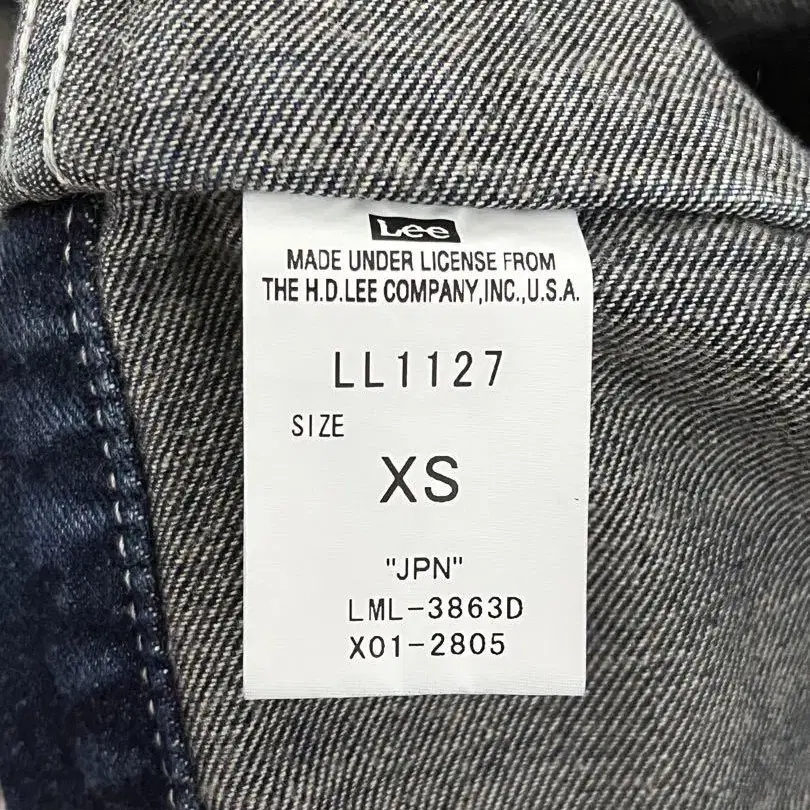 Lee
MADE UNDER LICENSE FROM
THE H.D.LEE COMPANY,INC.,U.S.A.
LL1127
SIZE
XS
"JPN"
LML-3863D
X01-2805